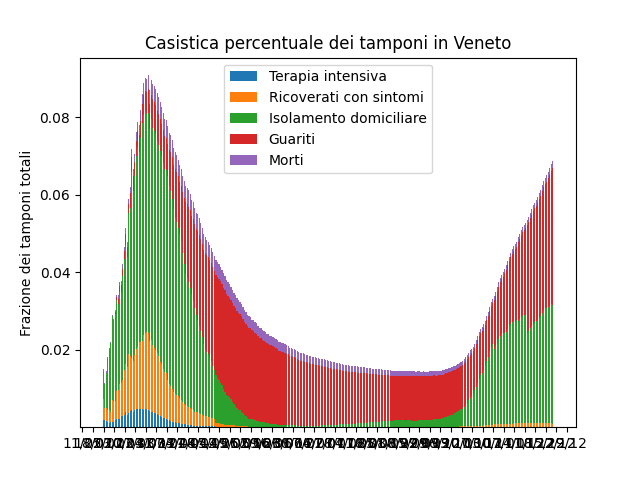 Casistica percentuale dei tamponi in Veneto
Terapia intensiva
Ricoverati con sintomi
Isolamento domiciliare
Guariti
Morti
Frazione dei tamponi totali
0.08
0.06
0.04
0.02